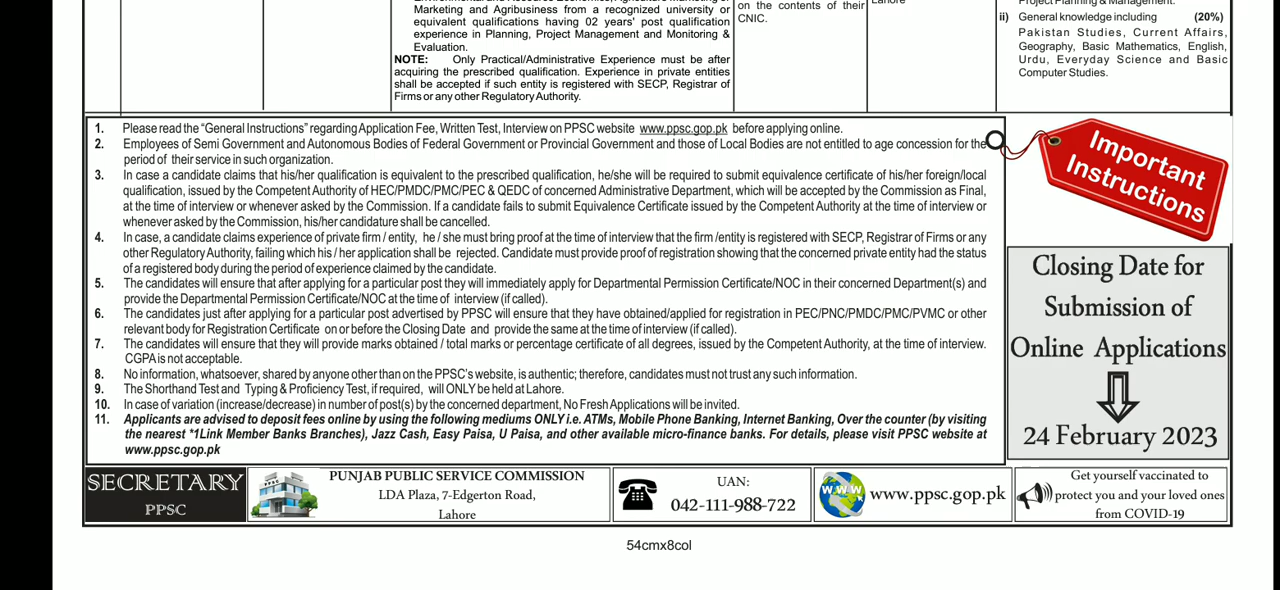 Marketing and Agribusiness from a recognized university or
equivalent qualifications having 02 years' post qualification
experience in Planning, Project Management and Monitoring &
Evaluation.
NOTE: Only Practical/Administrative Experience must be after
acquiring the prescribed qualification. Experience in private entities
shall be accepted if such entity is registered with SECP, Registrar of
Firms or any other Regulatory Authority.
on the contents of their
CNIC.
Lahore
Project Planning & Management.
ii) General knowledge including (20%)
Pakistan Studies, Current Affairs,
Geography, Basic Mathematics, English,
Urdu, Everyday Science and Basic
Computer Studies.
1. Please read the “General Instructions” regarding Application Fee, Written Test, Interview on PPSC website www.ppsc.gop.pk before applying online.
2. Employees of Semi Government and Autonomous Bodies of Federal Government or Provincial Government and those of Local Bodies are not entitled to age concession for the
period of their service in such organization.
3. In case a candidate claims that his/her qualification is equivalent to the prescribed qualification, he/she will be required to submit equivalence certificate of his/her foreign/local
qualification, issued by the Competent Authority of HEC/PMDC/PMC/PEC & QEDC of concerned Administrative Department, which will be accepted by the Commission as Final,
at the time of interview or whenever asked by the Commission. If a candidate fails to submit Equivalence Certificate issued by the Competent Authority at the time of interview or
whenever asked by the Commission, his/her candidature shall be cancelled.
4. In case, a candidate claims experience of private firm / entity, he / she must bring proof at the time of interview that the firm /entity is registered with SECP, Registrar of Firms or any
other Regulatory Authority, failing which his / her application shall be rejected. Candidate must provide proof of registration showing that the concerned private entity had the status
of a registered body during the period of experience claimed by the candidate.
5. The candidates will ensure that after applying for a particular post they will immediately apply for Departmental Permission Certificate/NOC in their concerned Department(s) and
provide the Departmental Permission Certificate/NOC at the time of interview (if called).
6. The candidates just after applying for a particular post advertised by PPSC will ensure that they have obtained/applied for registration in PEC/PNC/PMDC/PMC/PVMC or other
relevant body for Registration Certificate on or before the Closing Date and provide the same at the time of interview (if called).
7. The candidates will ensure that they will provide marks obtained / total marks or percentage certificate of all degrees, issued by the Competent Authority, at the time of interview.
CGPA is not acceptable.
8. No information, whatsoever, shared by anyone other than on the PPSC's website, is authentic; therefore, candidates must not trust any such information.
9. The Shorthand Test and Typing & Proficiency Test, if required, will ONLY be held at Lahore.
10. In case of variation (increase/decrease) in number of post(s) by the concerned department, No Fresh Applications will be invited.
11. Applicants are advised to deposit fees online by using the following mediums ONLY i.e. ATMs, Mobile Phone Banking, Internet Banking, Over the counter (by visiting
the nearest *1Link Member Banks Branches), Jazz Cash, Easy Paisa, U Paisa, and other available micro-finance banks. For details, please visit PPSC website at
www.ppsc.gop.pk
Important
Instructions
Closing Date for
Submission of
Online Applications
24 February 2023
SECRETARY
PPSC
PPSC
PUNJAB PUBLIC SERVICE COMMISSION
LDA Plaza, 7-Edgerton Road,
Lahore
UAN:
042-111-988-722
WWW
www.ppsc.gop.pk
Get yourself vaccinated to
protect you and your loved ones
from COVID-19
54cmx8col